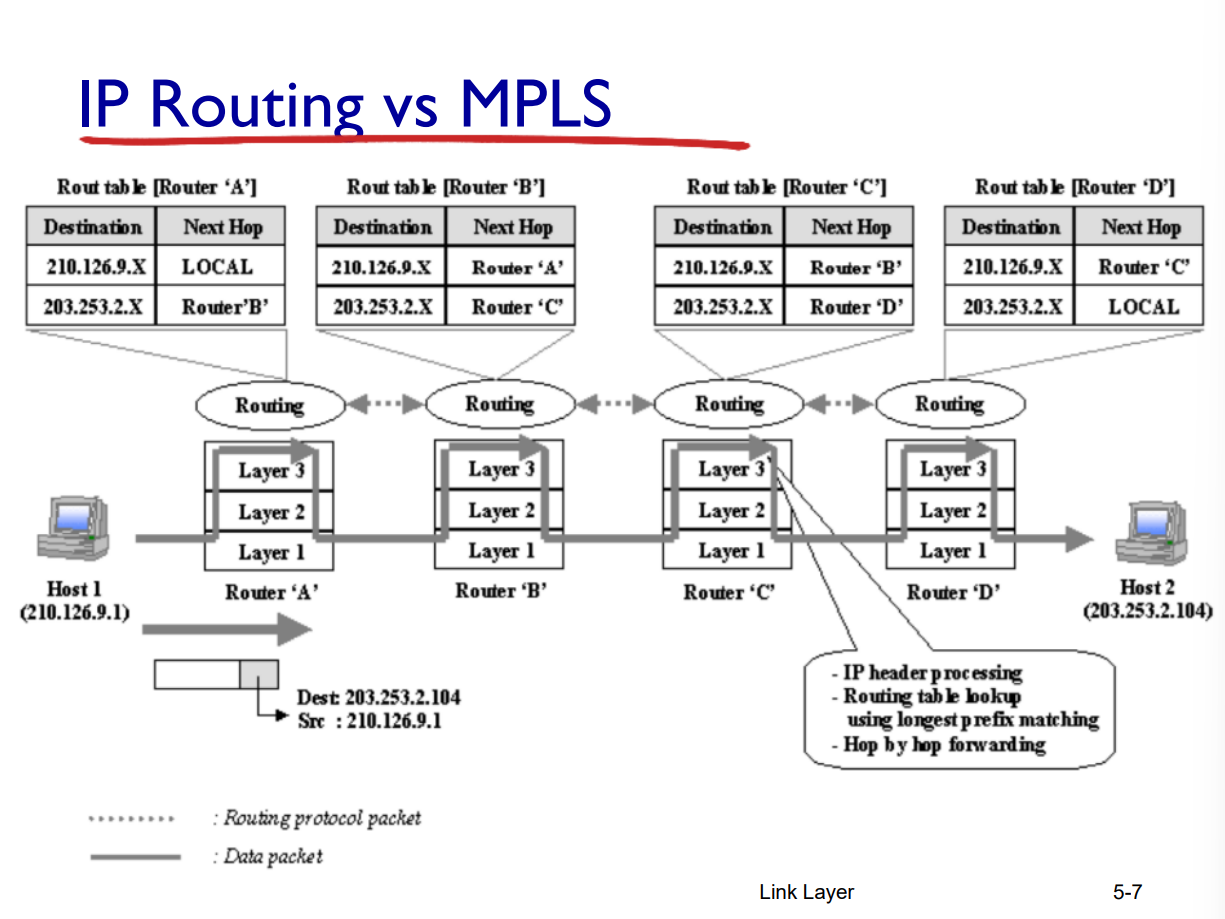 IP Routing vs MPLS
Rout table [Router ‘A’]
Destination Next Hop
210.126.9.X LOCAL
203.253.2.X Router’B’
Rout table [Router ‘B’]
Destination Next Hop
210.126.9.X Router ‘A’
203.253.2.X Router ‘C’
Rout table [Router ‘C’]
Destination Next Hop
210.126.9.X Router ‘B’
203.253.2.X Router ‘D’
Rout table [Router ‘D’]
Destination Next Hop
210.126.9.X Router ‘C’
203.253.2.X LOCAL
Routing
Routing
Routing
Routing
Layer 3
Layer 2
Layer 1
Router ‘A’
Layer 3
Layer 2
Layer 1
Router ‘B’
Layer 3
Layer 2
Layer 1
Router ‘C’
Layer 3
Layer 2
Layer 1
Router ‘D’
Host 1
(210.126.9.1)
Host 2
(203.253.2.104)
Dest: 203.253.2.104
Src : 210.126.9.1
- IP header processing
- Routing table lookup
using longest prefix matching
- Hop by hop forwarding
: Routing protocol packet
: Data packet
Link Layer
5-7